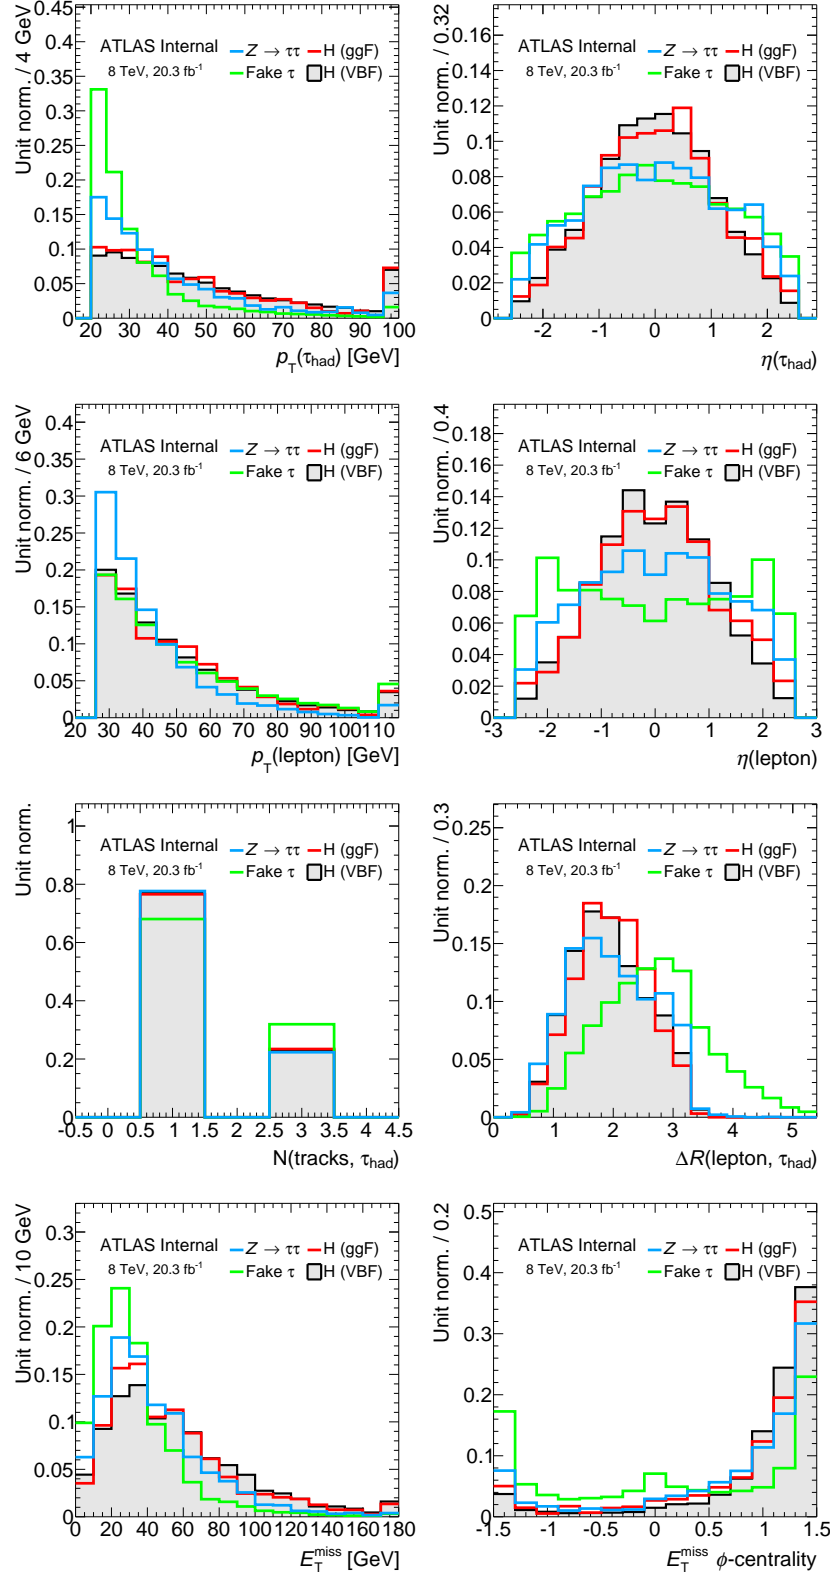 Unit norm. / 4 GeV
0.45
0.4
0.35
0.3
0.25
0.2
0.15
0.1
0.05
0
ATLAS Internal
8 TeV, 20.3 fb⁻¹
Z → ττ
H (ggF)
Fake τ
H (VBF)
20 30 40 50 60 70 80 90 100
p_T(τ_had) [GeV]
Unit norm. / 0.32
0.16
0.14
0.12
0.1
0.08
0.06
0.04
0.02
0
ATLAS Internal
8 TeV, 20.3 fb⁻¹
Z → ττ
H (ggF)
Fake τ
H (VBF)
-2 -1 0 1 2
η(τ_had)
Unit norm. / 6 GeV
0.4
0.3
0.2
0.15
0.1
0.05
0
ATLAS Internal
8 TeV, 20.3 fb⁻¹
Z → ττ
H (ggF)
Fake τ
H (VBF)
20 30 40 50 60 70 80 90 100 110
p_T(lepton) [GeV]
Unit norm. / 0.4
0.18
0.16
0.14
0.12
0.1
0.08
0.06
0.04
0.02
0
ATLAS Internal
8 TeV, 20.3 fb⁻¹
Z → ττ
H (ggF)
Fake τ
H (VBF)
-3 -2 -1 0 1 2 3
η(lepton)
Unit norm.
1
0.8
0.6
0.4
0.2
0
ATLAS Internal
8 TeV, 20.3 fb⁻¹
Z → ττ
H (ggF)
Fake τ
H (VBF)
-0.5 0 0.5 1 1.5 2 2.5 3 3.5 4 4.5
N(tracks, τ_had)
Unit norm. / 0.3
0.25
0.2
0.15
0.1
0.05
0
ATLAS Internal
8 TeV, 20.3 fb⁻¹
Z → ττ
H (ggF)
Fake τ
H (VBF)
0 1 2 3 4 5
ΔR(lepton, τ_had)
Unit norm. / 10 GeV
0.3
0.25
0.2
0.15
0.1
0.05
0
ATLAS Internal
8 TeV, 20.3 fb⁻¹
Z → ττ
H (ggF)
Fake τ
H (VBF)
0 20 40 60 80 100 120 140 160 180
E_T^miss [GeV]
Unit norm. / 0.2
0.5
0.4
0.3
0.2
0.1
0
ATLAS Internal
8 TeV, 20.3 fb⁻¹
Z → ττ
H (ggF)
Fake τ
H (VBF)
-1.5 -1 -0.5 0 0.5 1 1.5
E_T^miss φ-centrality